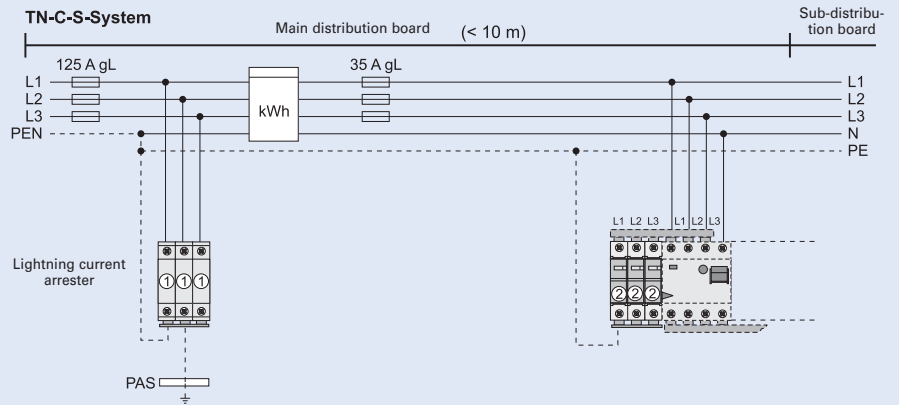 TN-C-S-System
Main distribution board (< 10 m)
Sub-distribu-
tion board
125 A gL
35 A gL
L1
L2
L3
PEN
kWh
L1
L2
L3
N
PE
L1 L2 L3 L1 L2 L3
Lightning current
arrester
1 1 1
2 2 2
PAS